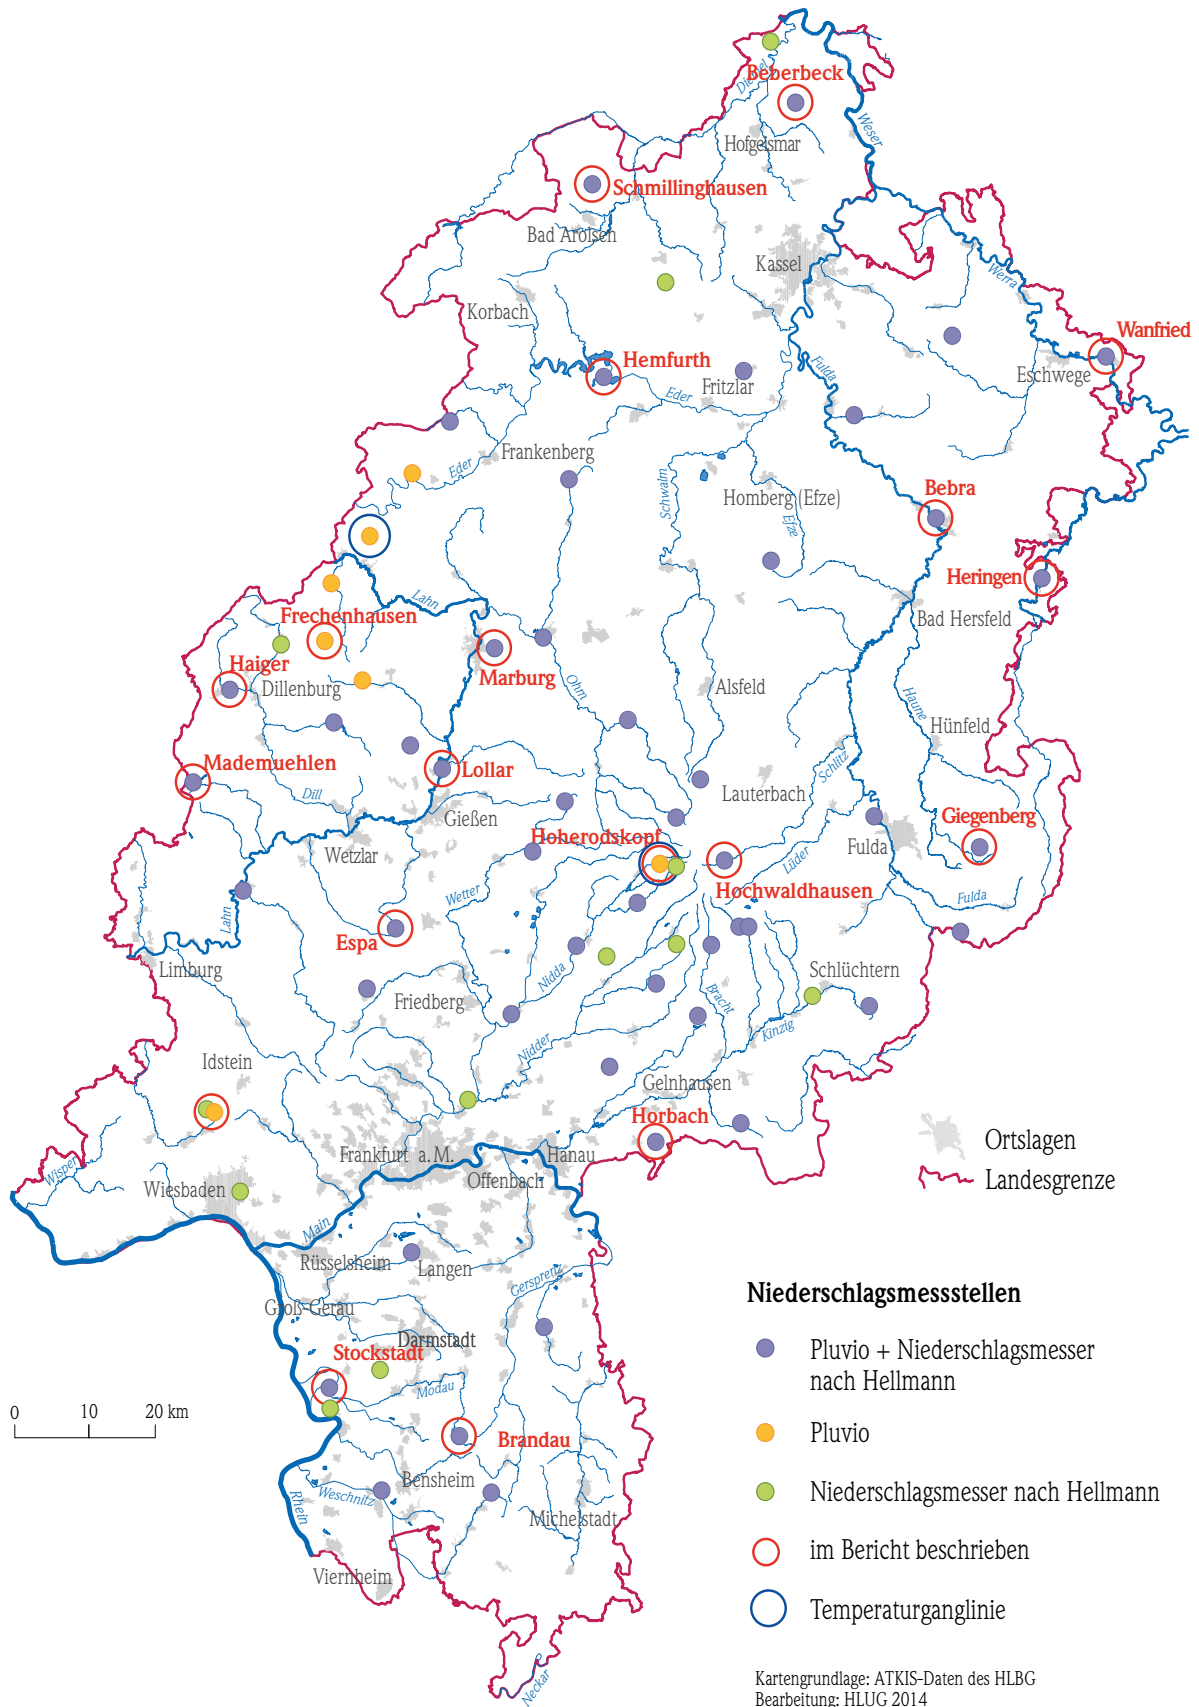 Diemel
Beberbeck
Hofgeismar
Weser
Schmillinghausen
Bad Arolsen
Kassel
Werra
Korbach
Wanfried
Hemfurth
Fulda
Eschwege
Fritzlar
Eder
Frankenberg
Eder
Schwalm
Homberg (Efze)
Bebra
Efze
Heringen
Lahn
Frechenhausen
Bad Hersfeld
Haiger
Marburg
Dillenburg
Ohm
Alsfeld
Haune
Hünfeld
Mademuehlen
Lollar
Schlitz
Dill
Lauterbach
Gießen
Giegenberg
Hoherodskopf
Wetzlar
Fulda
Lüder
Hochwaldhausen
Wetter
Fulda
Lahn
Espa
Limburg
Nidda
Schlüchtern
Friedberg
Bracht
Kinzig
Nidder
Idstein
Gelnhausen
Horbach
Ortslagen
Frankfurt a.M.
Hanau
Wisper
Offenbach
Landesgrenze
Wiesbaden
Main
Rüsselsheim
Langen
Gersprenz
Groß-Gerau
Niederschlagsmessstellen
Darmstadt
Stockstadt
Pluvio + Niederschlagsmesser
nach Hellmann
Modau
0 10 20 km
Pluvio
Brandau
Bensheim
Weschnitz
Niederschlagsmesser nach Hellmann
Rhein
Michelstadt
im Bericht beschrieben
Viernheim
Temperaturganglinie
Neckar
Kartengrundlage: ATKIS-Daten des HLBG
Bearbeitung: HLUG 2014